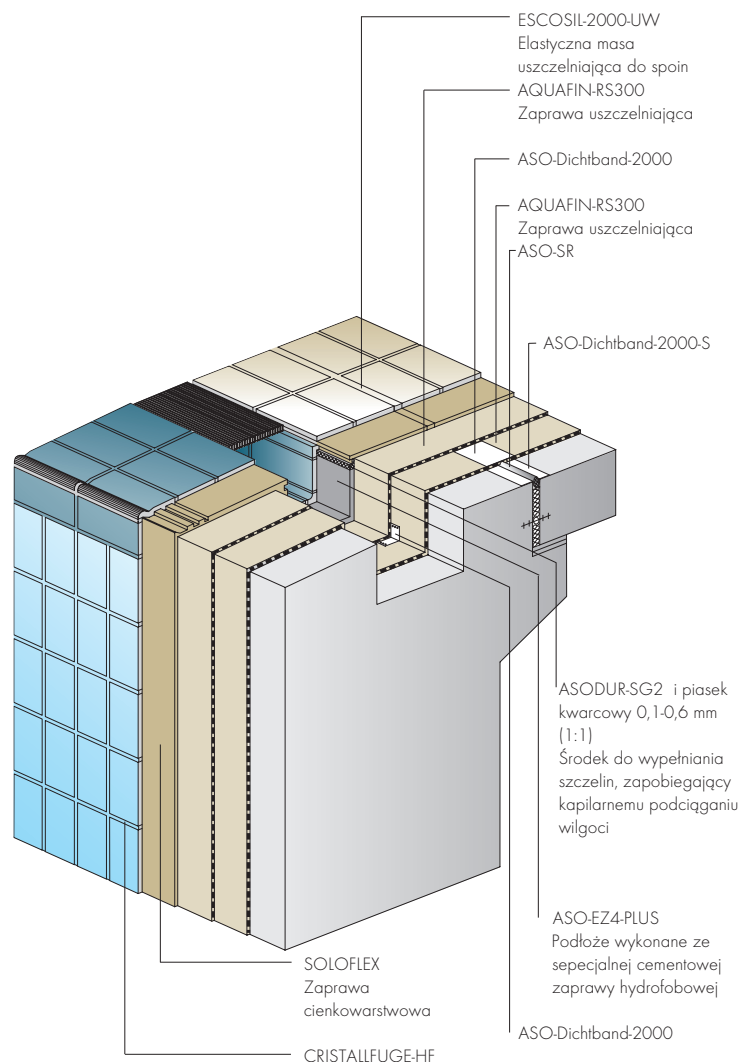 ESCOSIL-2000-UW
Elastyczna masa
uszczelniająca do spoin
AQUAFIN-RS300
Zaprawa uszczelniająca
ASO-Dichtband-2000
AQUAFIN-RS300
Zaprawa uszczelniająca
ASO-SR
ASO-Dichtband-2000-S
ASODUR-SG2 i piasek
kwarcowy 0,1-0,6 mm
(1:1)
Środek do wypełniania
szczelin, zapobiegający
kapilarnemu podciąganiu
wilgoci
ASO-EZ4-PLUS
Podłoże wykonane ze
sepecjalnej cementowej
zaprawy hydrofobowej
ASO-Dichtband-2000
SOLOFLEX
Zaprawa
cienkowarstwowa
CRISTALLFUGE-HF